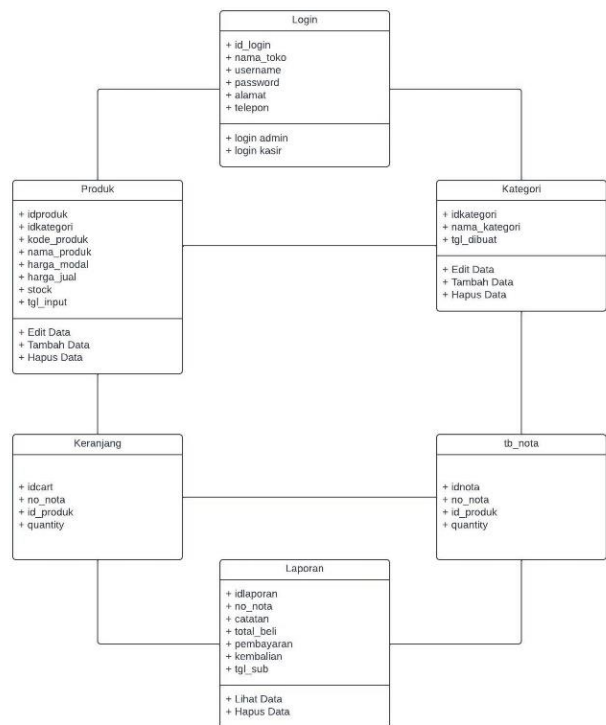 Login
+ id_login
+ nama_toko
+ username
+ password
+ alamat
+ telepon
+ login admin
+ login kasir
Produk
+ idproduk
+ idkategori
+ kode_produk
+ nama_produk
+ harga_modal
+ harga_jual
+ stock
+ tgl_input
+ Edit Data
+ Tambah Data
+ Hapus Data
Kategori
+ idkategori
+ nama_kategori
+ tgl_dibuat
+ Edit Data
+ Tambah Data
+ Hapus Data
Keranjang
+ idcart
+ no_nota
+ id_produk
+ quantity
tb_nota
+ idnota
+ no_nota
+ id_produk
+ quantity
Laporan
+ idlaporan
+ no_nota
+ catatan
+ total_beli
+ pembayaran
+ kembalian
+ tgl_sub
+ Lihat Data
+ Hapus Data